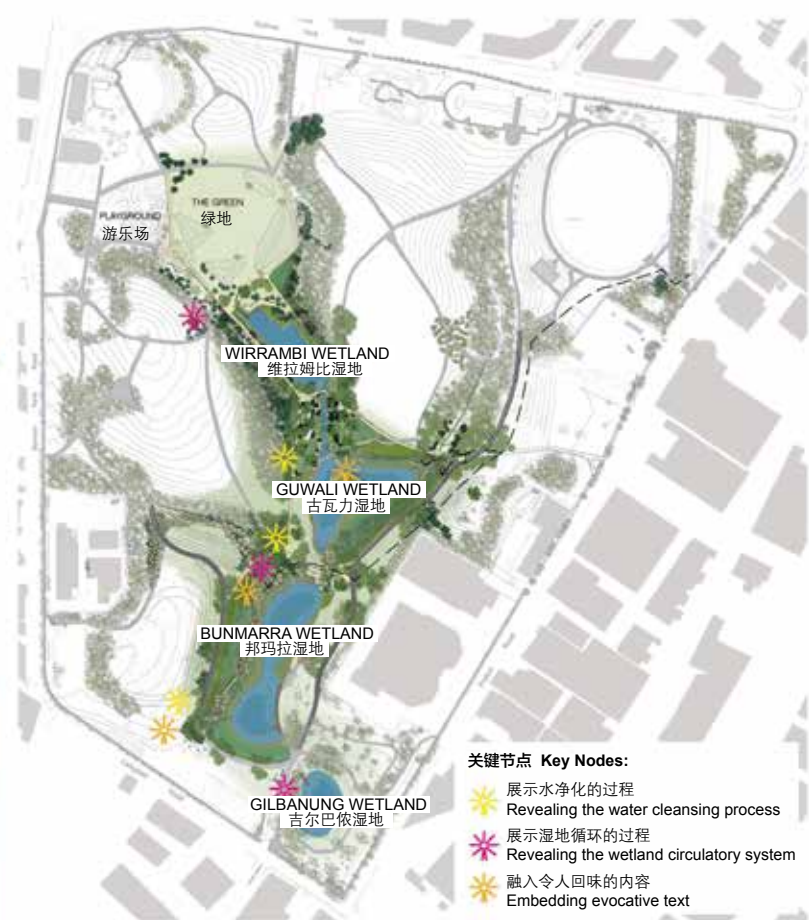 THE GREEN
绿地
PLAYGROUND
游乐场
WIRRAMBI WETLAND
维拉姆比湿地
GUWALI WETLAND
古瓦力湿地
BUNMARRA WETLAND
邦玛拉湿地
GILBANUNG WETLAND
吉尔巴侬湿地
关键节点 Key Nodes:
展示水净化的过程
Revealing the water cleansing process
展示湿地循环的过程
Revealing the wetland circulatory system
融入令人回味的内容
Embedding evocative text